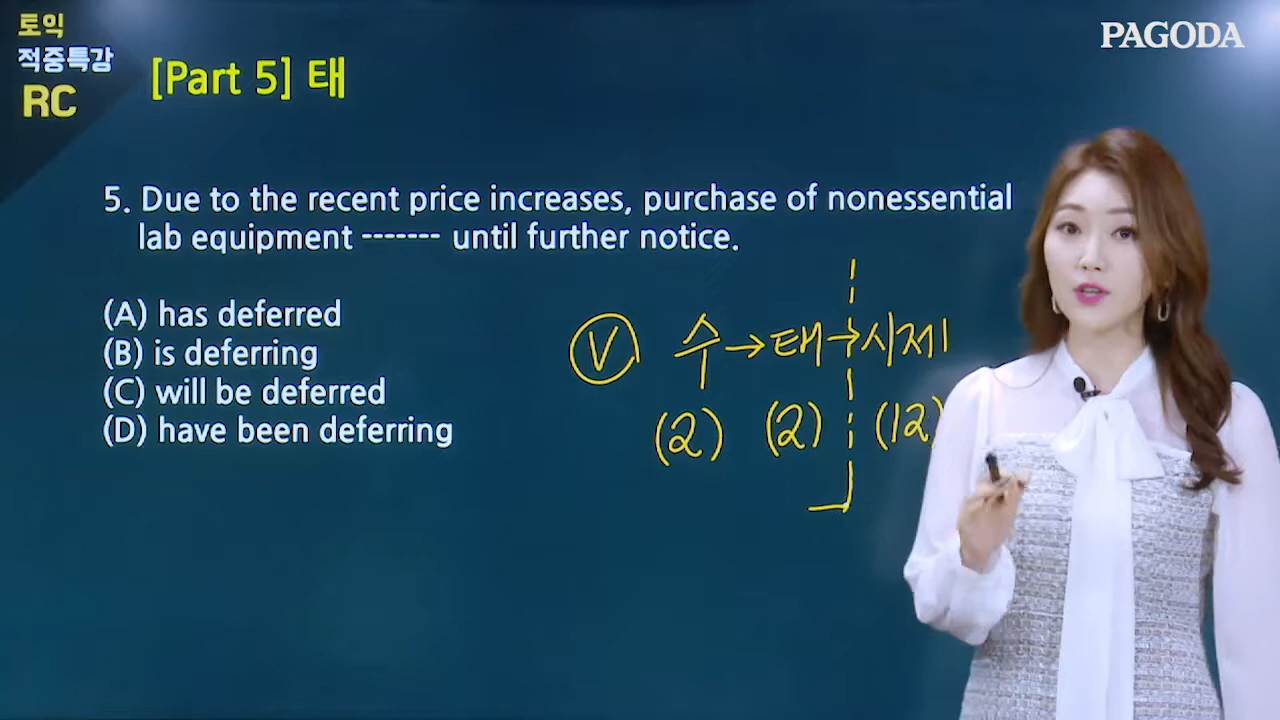 토익
적중특강
RC
PAGODA
[Part 5] 태
5. Due to the recent price increases, purchase of nonessential
lab equipment ------- until further notice.
(A) has deferred
(B) is deferring
(C) will be deferred
(D) have been deferring
V 수→태→시제
(2) (2) (12)